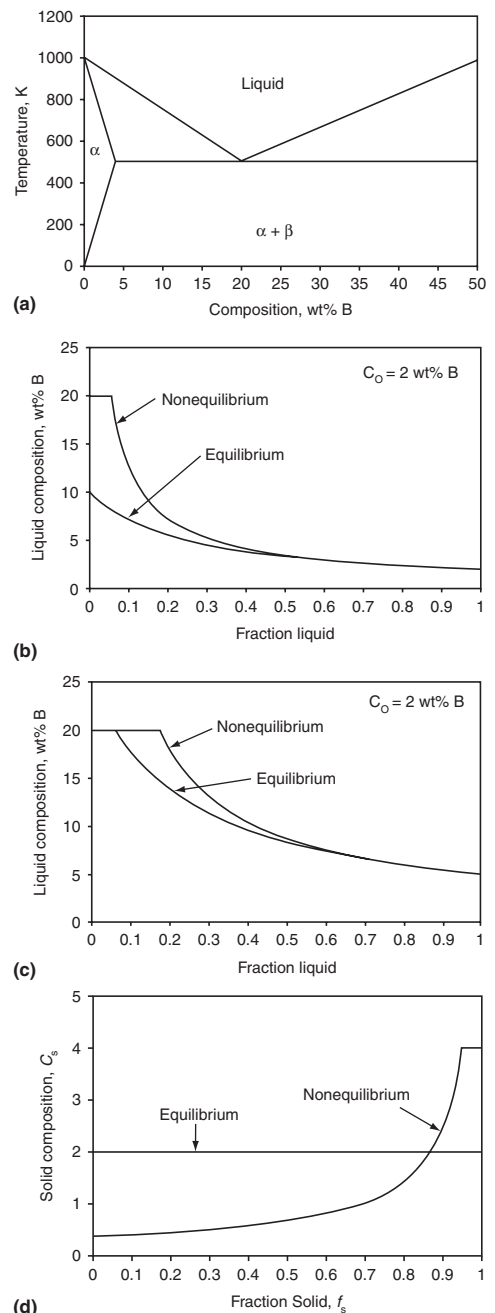 1200
1000
800
600
400
200
0
Temperature, K
Liquid
α
α + β
0 5 10 15 20 25 30 35 40 45 50
Composition, wt% B
(a)
25
20
15
10
5
0
Liquid composition, wt% B
C_O = 2 wt% B
Nonequilibrium
Equilibrium
0 0.1 0.2 0.3 0.4 0.5 0.6 0.7 0.8 0.9 1
Fraction liquid
(b)
25
20
15
10
5
0
Liquid composition, wt% B
C_O = 2 wt% B
Nonequilibrium
Equilibrium
0 0.1 0.2 0.3 0.4 0.5 0.6 0.7 0.8 0.9 1
Fraction liquid
(c)
5
4
3
2
1
0
Solid composition, C_s
Nonequilibrium
Equilibrium
0 0.1 0.2 0.3 0.4 0.5 0.6 0.7 0.8 0.9 1
Fraction Solid, f_s
(d)